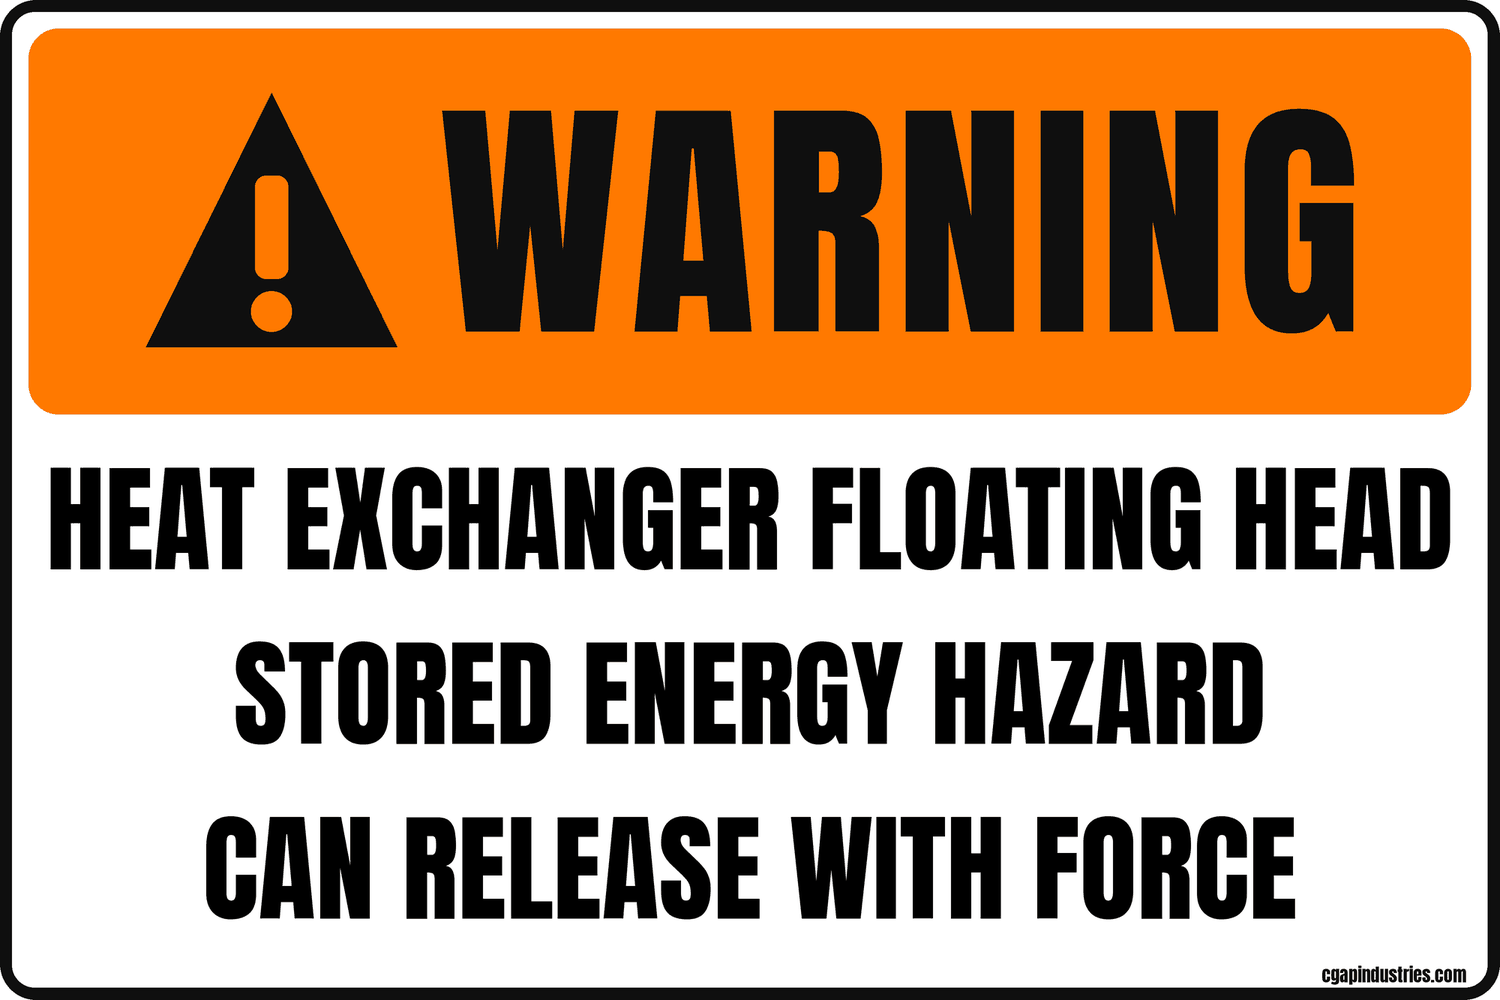 WARNING
HEAT EXCHANGER FLOATING HEAD
STORED ENERGY HAZARD
CAN RELEASE WITH FORCE
cgapindustries.com